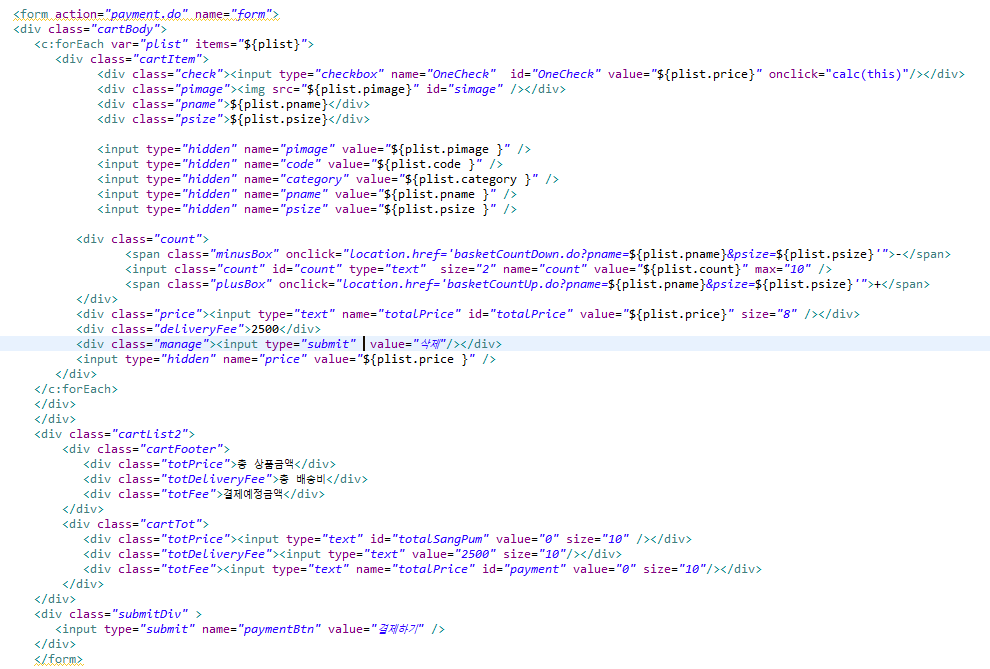 <form action="payment.do" name="form">
<div class="cartBody">
<c:forEach var="plist" items="${plist}">
<div class="cartItem">
<div class="check"><input type="checkbox" name="OneCheck"  id="OneCheck" value="${plist.price}" onclick="calc(this)"/></div>
<div class="pimage"><img src="${plist.pimage}" id="simage" /></div>
<div class="pname">${plist.pname}</div>
<div class="psize">${plist.psize}</div>
<input type="hidden" name="pimage" value="${plist.pimage }" />
<input type="hidden" name="code" value="${plist.code }" />
<input type="hidden" name="category" value="${plist.category }" />
<input type="hidden" name="pname" value="${plist.pname }" />
<input type="hidden" name="psize" value="${plist.psize }" />
<div class="count">
<span class="minusBox" onclick="location.href='basketCountDown.do?pname=${plist.pname}&psize=${plist.psize}'">-</span>
<input class="count" id="count" type="text"  size="2" name="count" value="${plist.count}" max="10" />
<span class="plusBox" onclick="location.href='basketCountUp.do?pname=${plist.pname}&psize=${plist.psize}'">+</span>
</div>
<div class="price"><input type="text" name="totalPrice" id="totalPrice" value="${plist.price}" size="8" /></div>
<div class="deliveryFee">2500</div>
<div class="manage"><input type="submit"  value="삭제"/></div>
<input type="hidden" name="price" value="${plist.price }" />
</div>
</c:forEach>
</div>
</div>
<div class="cartList2">
<div class="cartFooter">
<div class="totPrice">총 상품금액</div>
<div class="totDeliveryFee">총 배송비</div>
<div class="totFee">결제예정금액</div>
</div>
<div class="cartTot">
<div class="totPrice"><input type="text" id="totalSangPum" value="0" size="10" /></div>
<div class="totDeliveryFee"><input type="text" value="2500" size="10"/></div>
<div class="totFee"><input type="text" name="totalPrice" id="payment" value="0" size="10"/></div>
</div>
</div>
<div class="submitDiv" >
<input type="submit" name="paymentBtn" value="결제하기" />
</div>
</form>